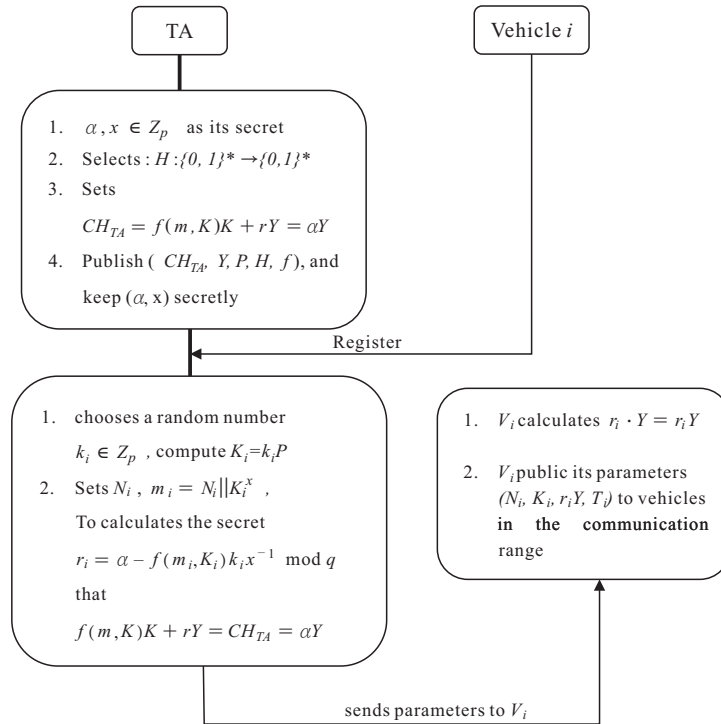 TA
Vehicle i
1. α, x ∈ Z_p as its secret
2. Selects : H :{0, 1}* →{0,1}*
3. Sets
CH_TA = f(m, K)K + rY = αY
4. Publish ( CH_TA, Y, P, H, f), and
keep (α, x) secretly
Register
1. chooses a random number
k_i ∈ Z_p , compute K_i=k_iP
2. Sets N_i , m_i = N_i||K_i^x ,
To calculates the secret
r_i = α − f(m_i, K_i)k_i x^−1 mod q
that
f(m, K)K + rY = CH_TA = αY
1. V_i calculates r_i · Y = r_iY
2. V_i public its parameters
(N_i, K_i, r_iY, T_i) to vehicles
in the communication
range
sends parameters to V_i